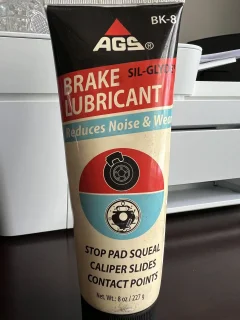 BK-8
AGS®
SIL-GLYDE
BRAKE
LUBRICANT
Reduces Noise & Wear
STOP PAD SQUEAL
CALIPER SLIDES
CONTACT POINTS
Net. Wt.: 8 oz / 227 g